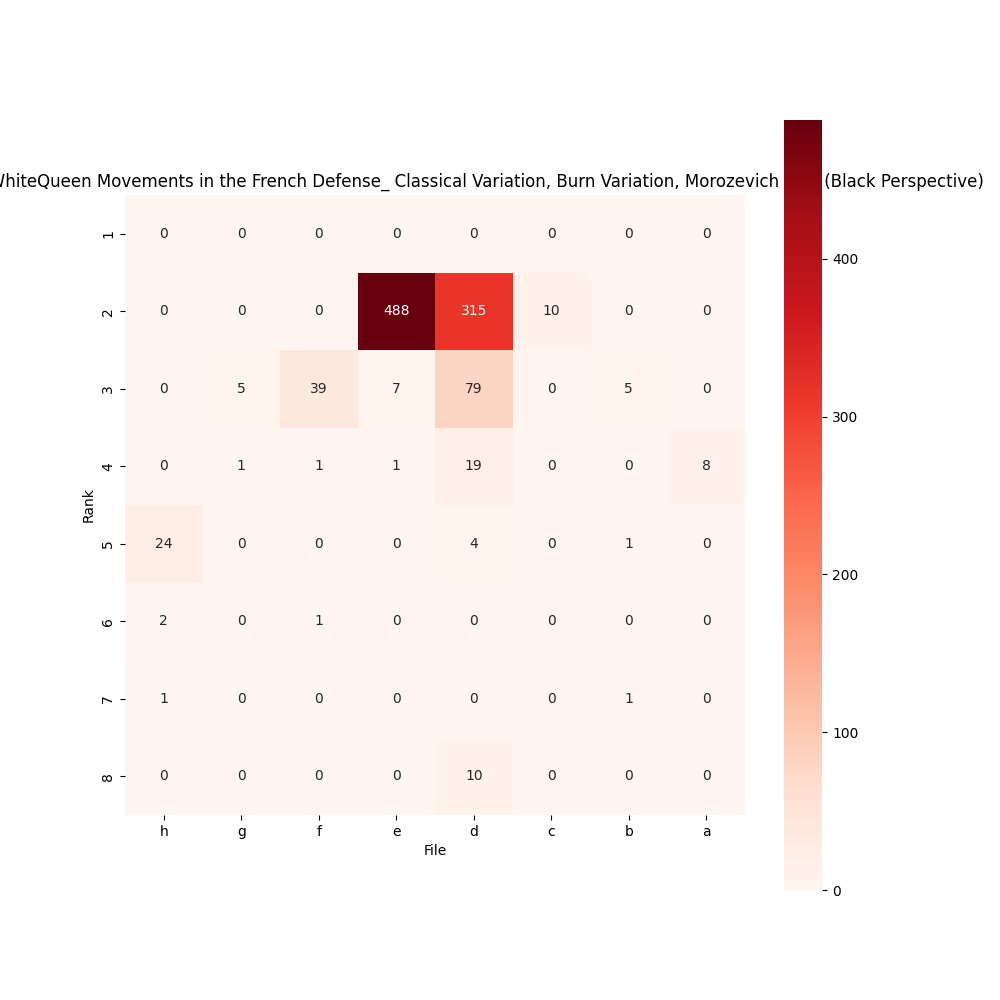 WhiteQueen Movements in the French Defense_ Classical Variation, Burn Variation, Morozevich (Black Perspective)
1 0 0 0 0 0 0 0 0
2 0 0 0 488 315 10 0 0
3 0 5 39 7 79 0 5 0
4 0 1 1 1 19 0 0 8
5 24 0 0 0 4 0 1 0
6 2 0 1 0 0 0 0 0
7 1 0 0 0 0 0 1 0
8 0 0 0 0 10 0 0 0
h g f e d c b a
File
Rank
400
300
200
100
0